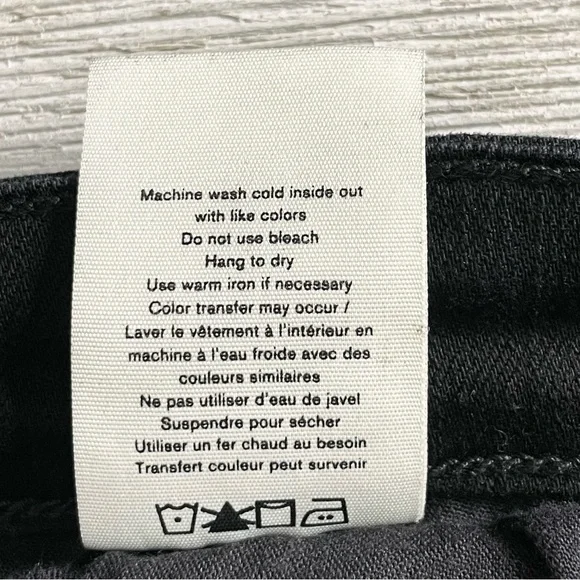 Machine wash cold inside out
with like colors
Do not use bleach
Hang to dry
Use warm iron if necessary
Color transfer may occur /
Laver le vêtement à l'intérieur en
machine à l'eau froide avec des
couleurs similaires
Ne pas utiliser d'eau de javel
Suspendre pour sécher
Utiliser un fer chaud au besoin
Transfert couleur peut survenir